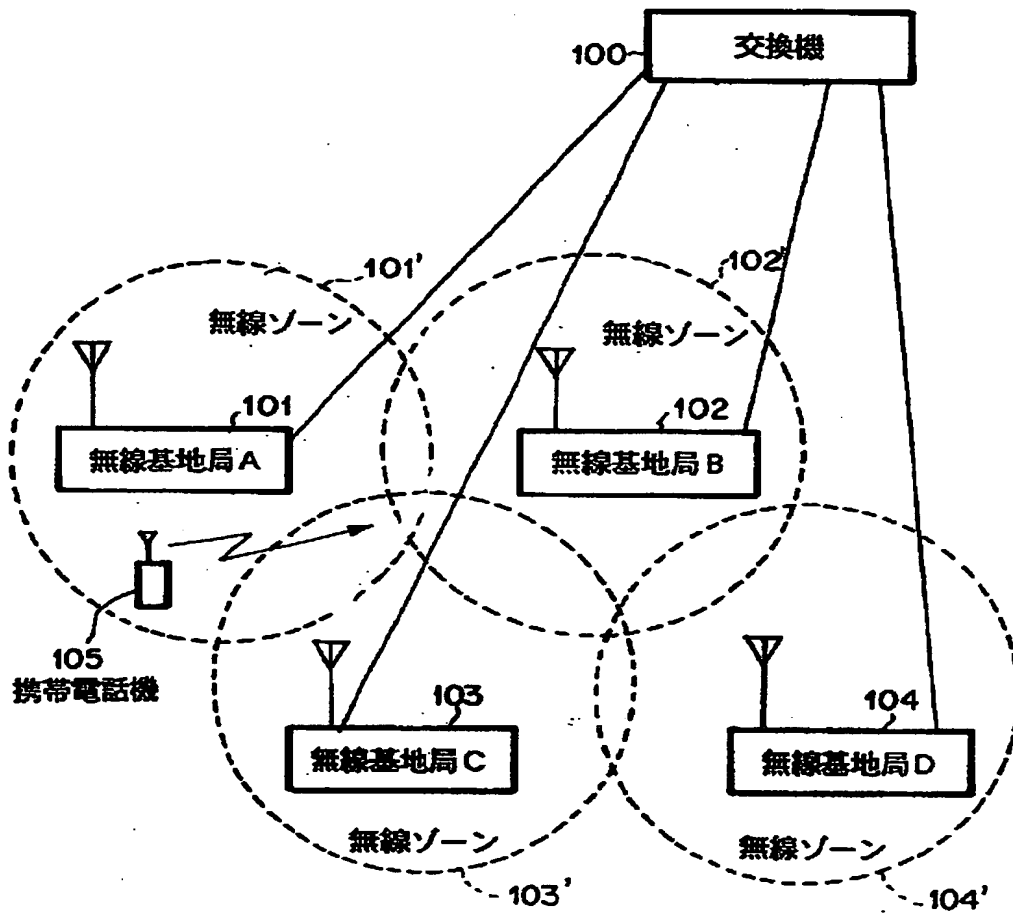 100
交換機
101'
102'
無線ゾーン
無線ゾーン
101
102
無線基地局A
無線基地局B
105
携帯電話機
103
104
無線基地局C
無線基地局D
無線ゾーン
無線ゾーン
103'
104'